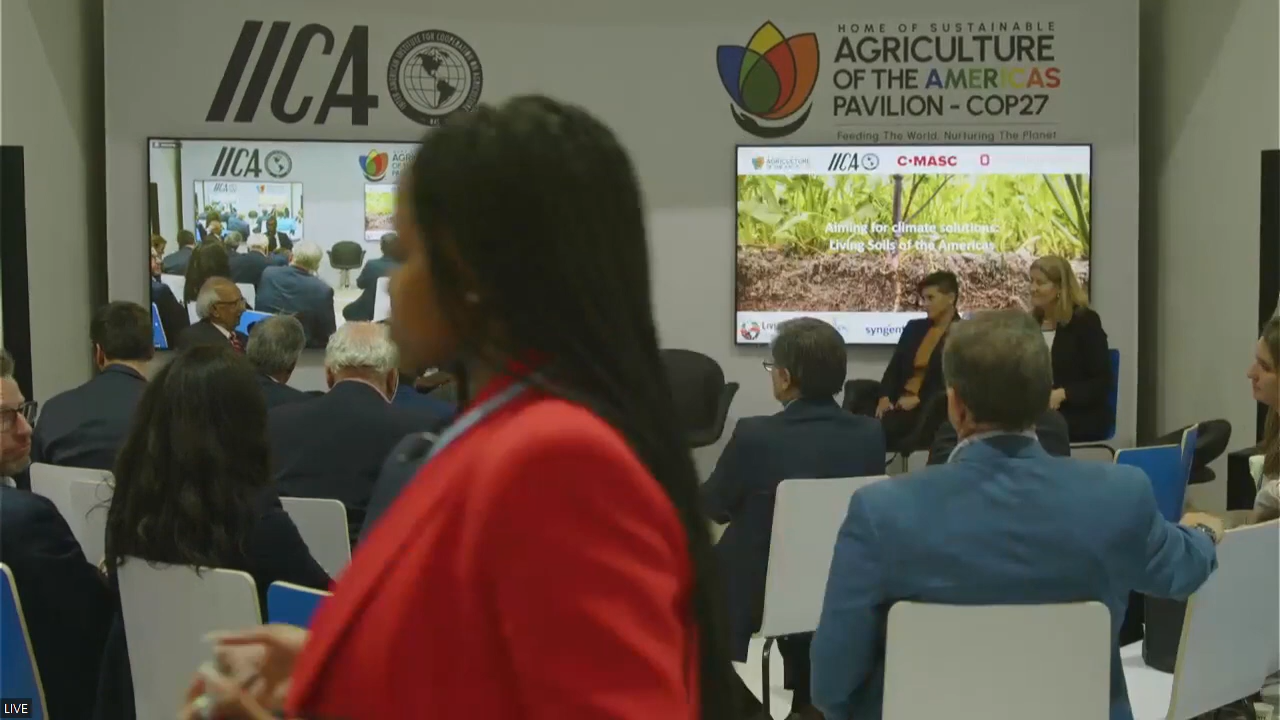 IICA
HOME OF SUSTAINABLE
AGRICULTURE
OF THE AMERICAS
PAVILION - COP27
Feeding The World. Nurturing The Planet
IICA
IICA
C·MASC
Aiming for climate solutions:
Living Soils of the Americas
LIVE